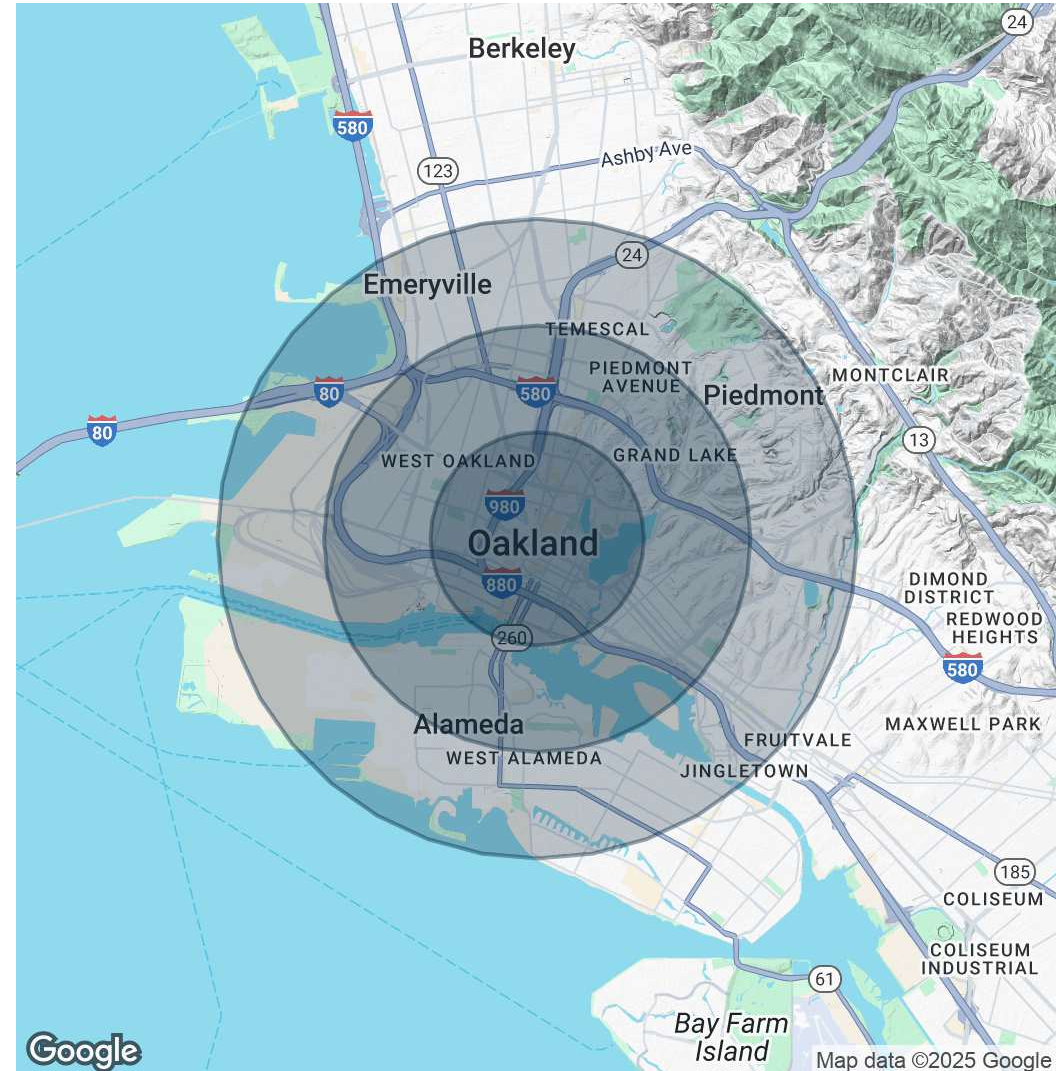 24
Berkeley
580
Ashby Ave
123
24
Emeryville
TEMESCAL
PIEDMONT
AVENUE
MONTCLAIR
80
580
Piedmont
80
13
WEST OAKLAND
GRAND LAKE
980
Oakland
880
DIMOND
DISTRICT
REDWOOD
HEIGHTS
260
580
Alameda
MAXWELL PARK
FRUITVALE
WEST ALAMEDA
JINGLETOWN
185
COLISEUM
COLISEUM
INDUSTRIAL
61
Bay Farm
Island
Google
Map data ©2025 Google